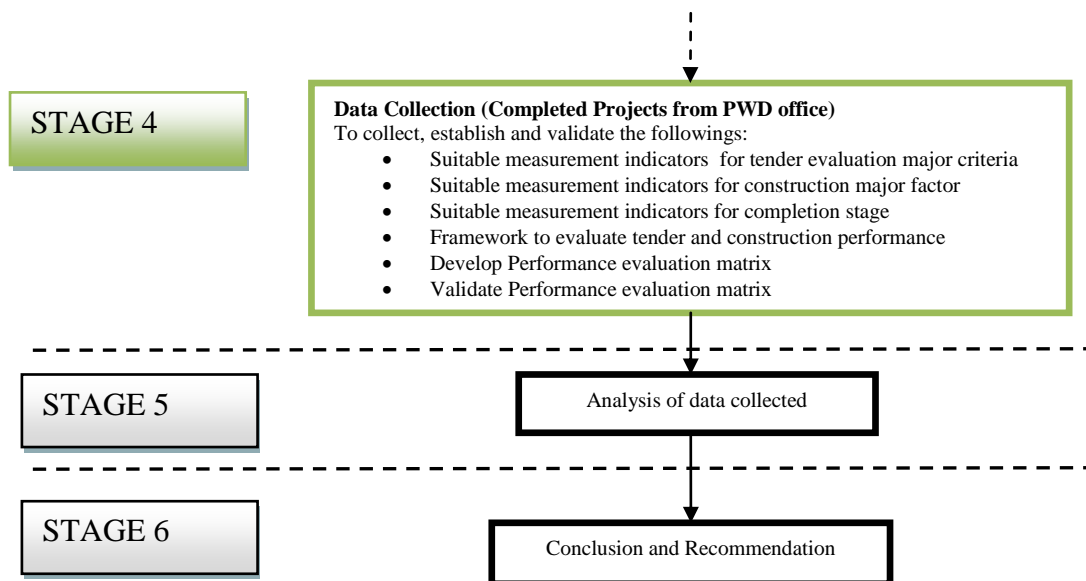 STAGE 4
Data Collection (Completed Projects from PWD office)
To collect, establish and validate the followings:
• Suitable measurement indicators for tender evaluation major criteria
• Suitable measurement indicators for construction major factor
• Suitable measurement indicators for completion stage
• Framework to evaluate tender and construction performance
• Develop Performance evaluation matrix
• Validate Performance evaluation matrix
STAGE 5
Analysis of data collected
STAGE 6
Conclusion and Recommendation